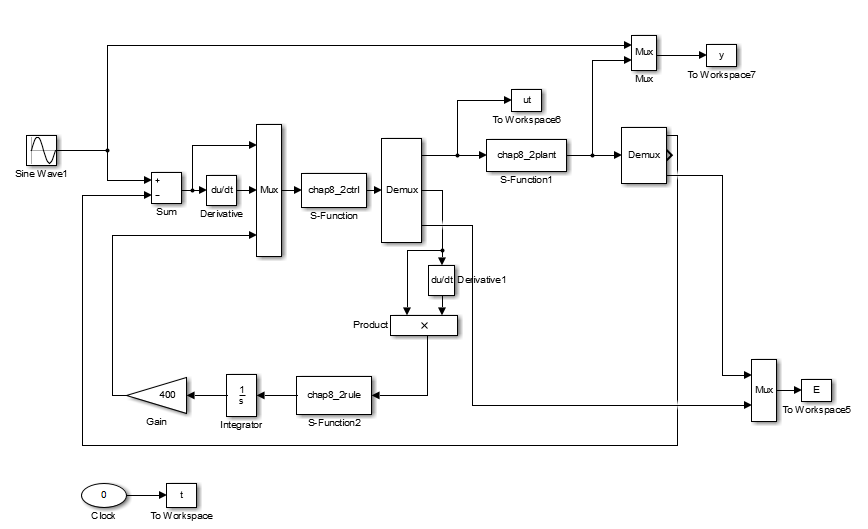 Mux
Mux
y
To Workspace7
ut
To Workspace6
Sine Wave1
+
−
Sum
du/dt
Derivative
Mux
chap8_2ctrl
S-Function
Demux
chap8_2plant
S-Function1
Demux
du/dt
Derivative1
Product
×
400
Gain
1
s
Integrator
chap8_2rule
S-Function2
Mux
E
To Workspace5
0
Clock
t
To Workspace